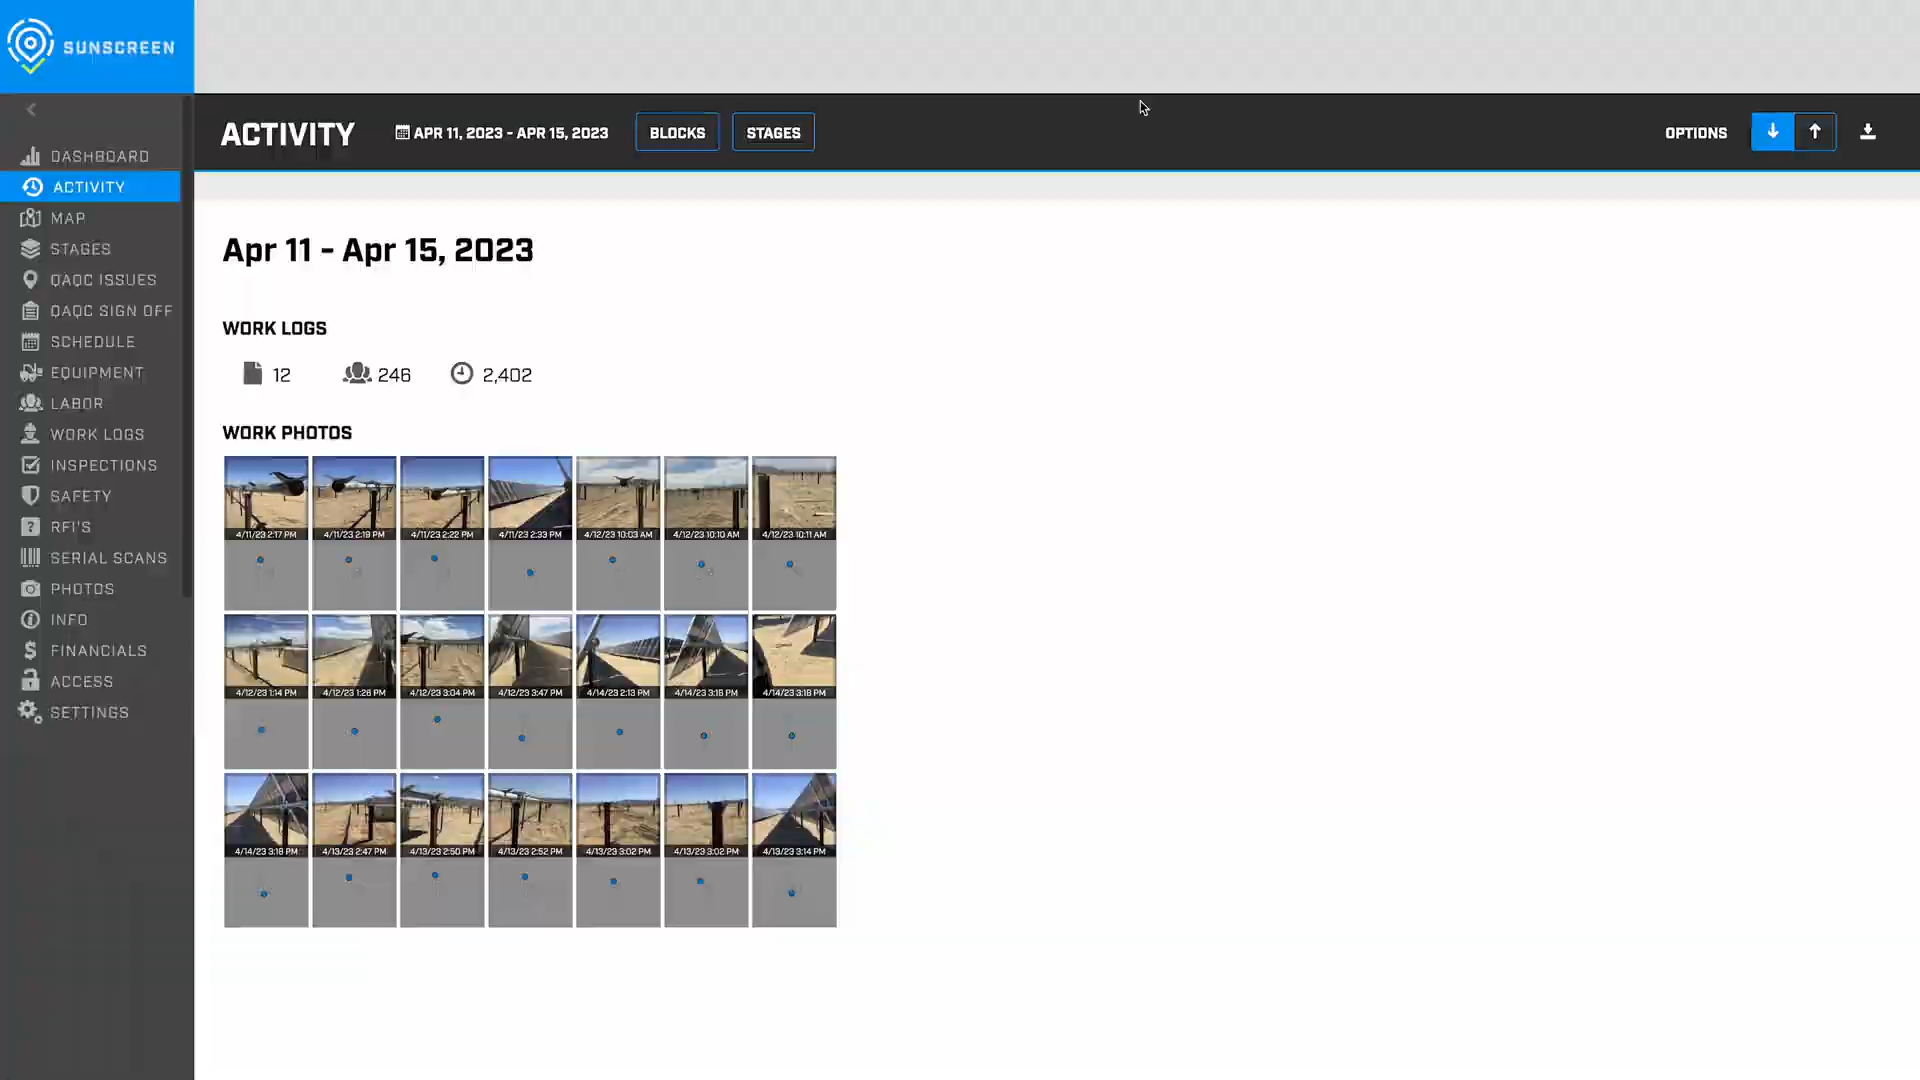 SUNSCREEN
ACTIVITY
APR 11, 2023 - APR 15, 2023
BLOCKS
STAGES
OPTIONS
DASHBOARD
ACTIVITY
MAP
STAGES
QAQC ISSUES
QAQC SIGN OFF
SCHEDULE
EQUIPMENT
LABOR
WORK LOGS
INSPECTIONS
SAFETY
RFI'S
SERIAL SCANS
PHOTOS
INFO
FINANCIALS
ACCESS
SETTINGS
Apr 11 - Apr 15, 2023
WORK LOGS
12 246 2,402
WORK PHOTOS
4/11/23 2:17 PM 4/11/23 2:19 PM 4/11/23 2:22 PM 4/11/23 2:33 PM 4/12/23 10:03 AM 4/12/23 10:10 AM 4/12/23 10:11 AM
4/12/23 1:14 PM 4/12/23 1:26 PM 4/12/23 3:04 PM 4/12/23 3:47 PM 4/14/23 2:13 PM 4/14/23 3:16 PM 4/14/23 3:18 PM
4/14/23 3:18 PM 4/13/23 2:47 PM 4/13/23 2:50 PM 4/13/23 2:52 PM 4/13/23 3:02 PM 4/13/23 3:02 PM 4/13/23 3:14 PM